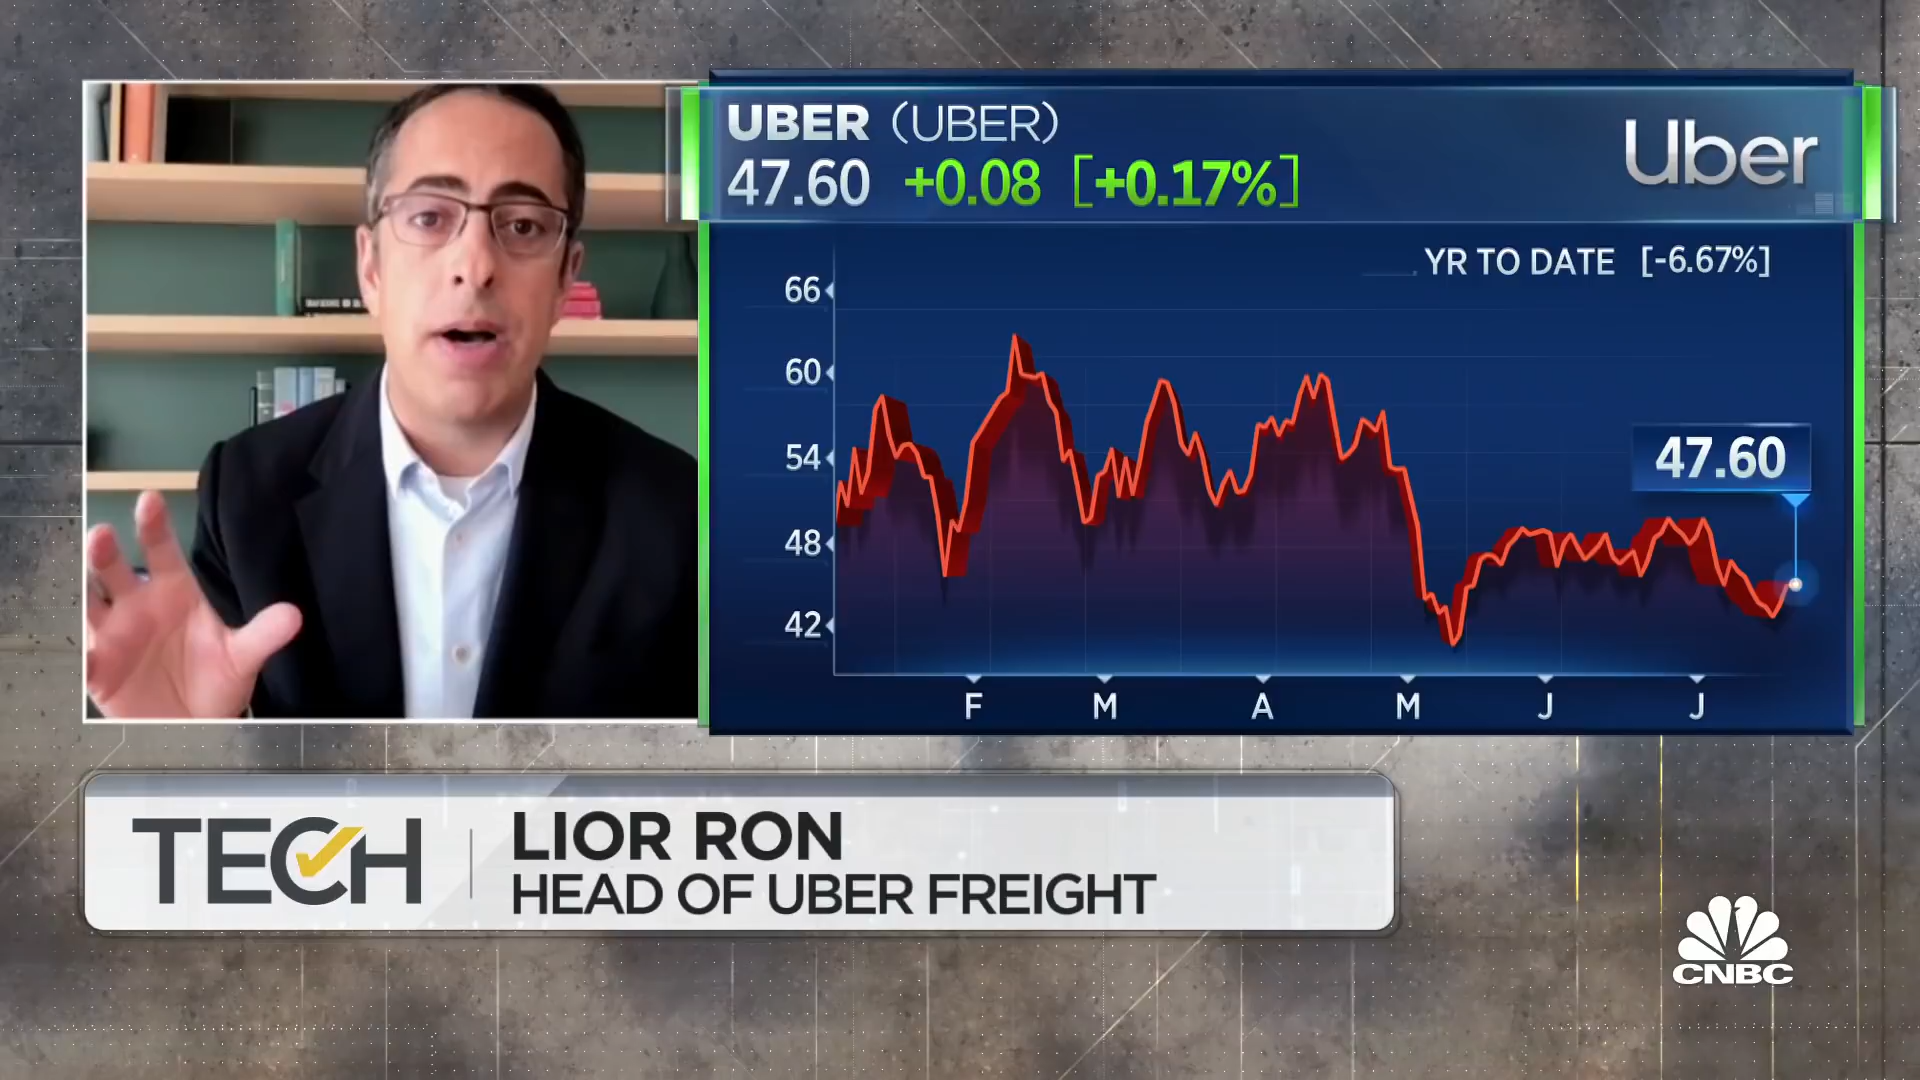 UBER (UBER)
47.60 +0.08 [+0.17%]
Uber
YR TO DATE [-6.67%]
66
60
54
48
42
47.60
F M A M J J
TECH
LIOR RON
HEAD OF UBER FREIGHT
CNBC